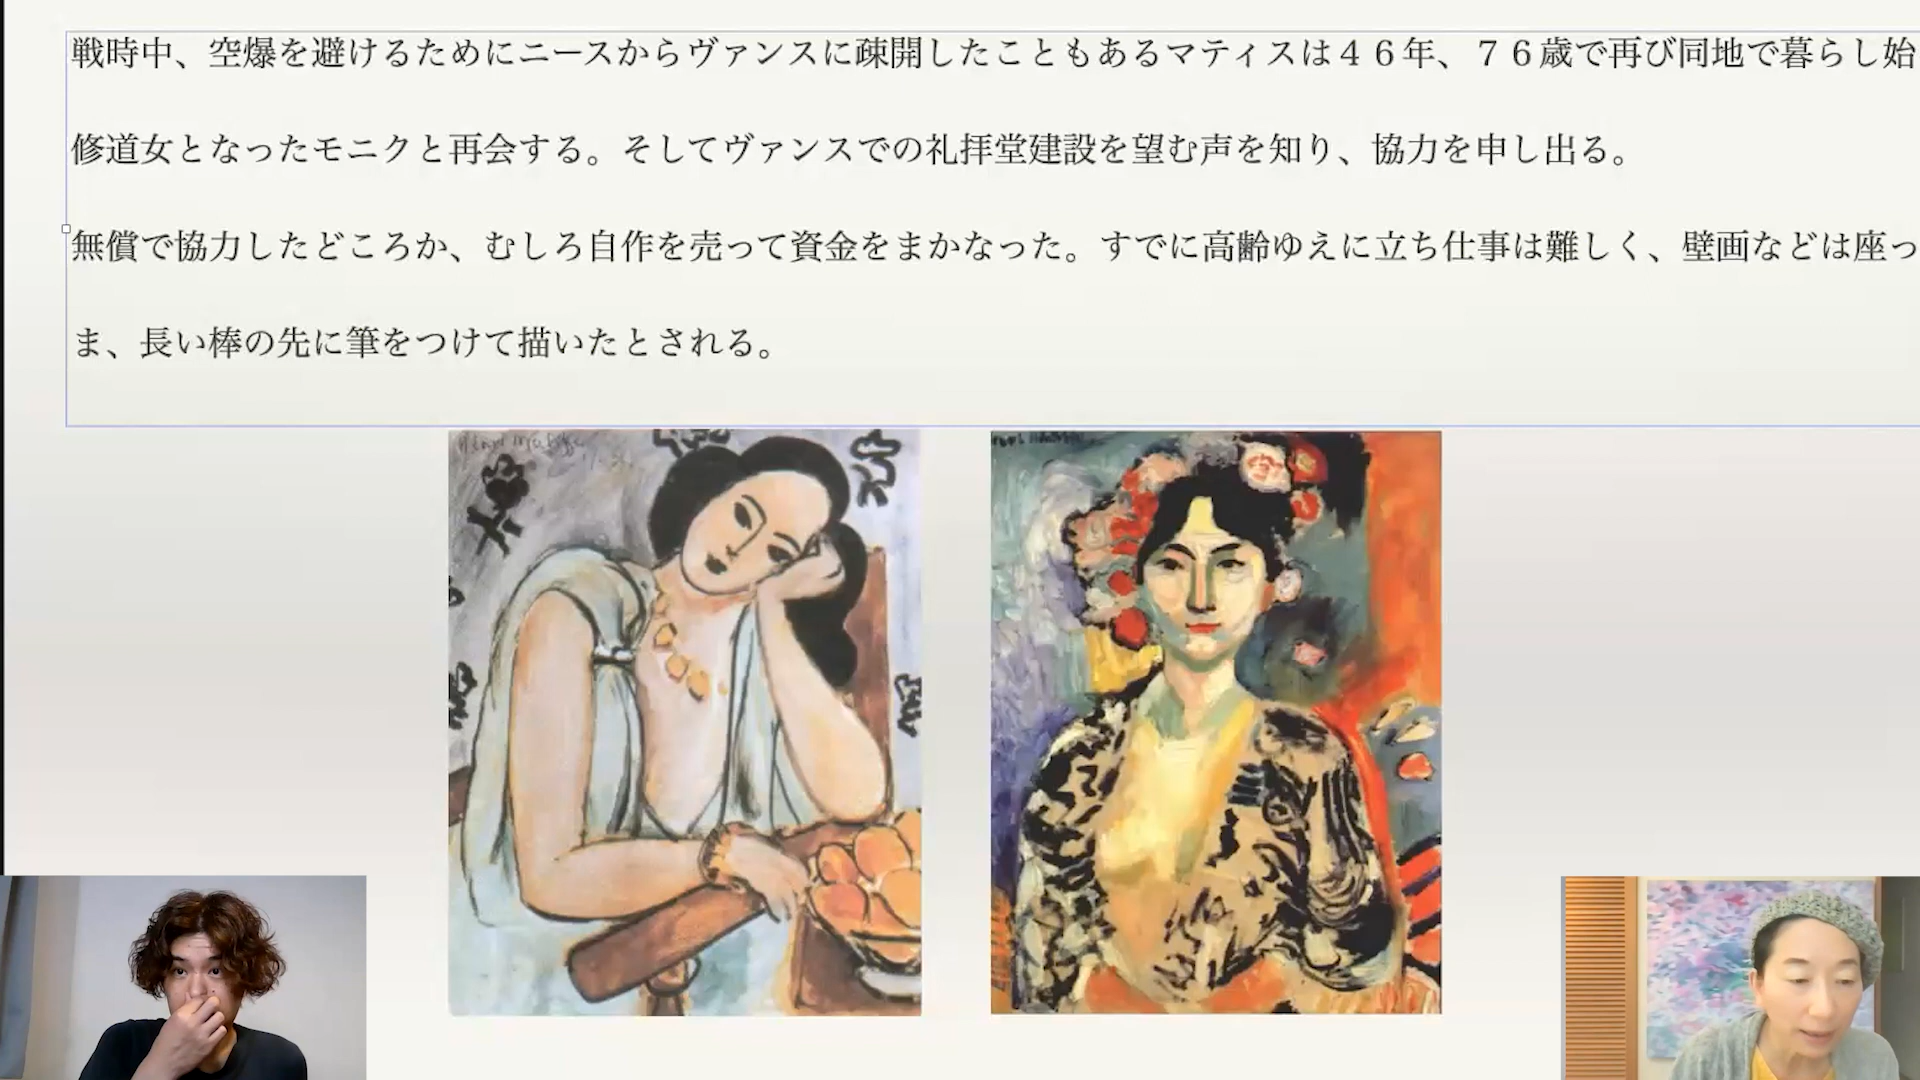 戦時中、空爆を避けるためにニースからヴァンスに疎開したこともあるマティスは４６年、７６歳で再び同地で暮らし始
修道女となったモニクと再会する。そしてヴァンスでの礼拝堂建設を望む声を知り、協力を申し出る。
無償で協力したどころか、むしろ自作を売って資金をまかなった。すでに高齢ゆえに立ち仕事は難しく、壁画などは座っ
ま、長い棒の先に筆をつけて描いたとされる。